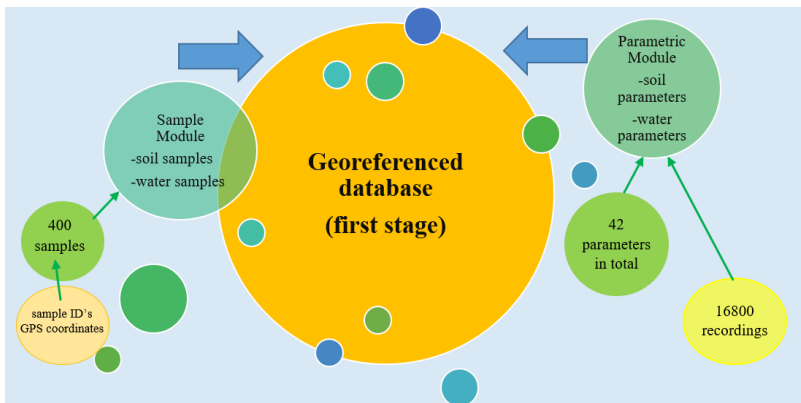 Sample
Module
-soil samples
-water samples
400
samples
sample ID's
GPS coordinates
Georeferenced
database
(first stage)
Parametric
Module
-soil
parameters
-water
parameters
42
parameters
in total
16800
recordings